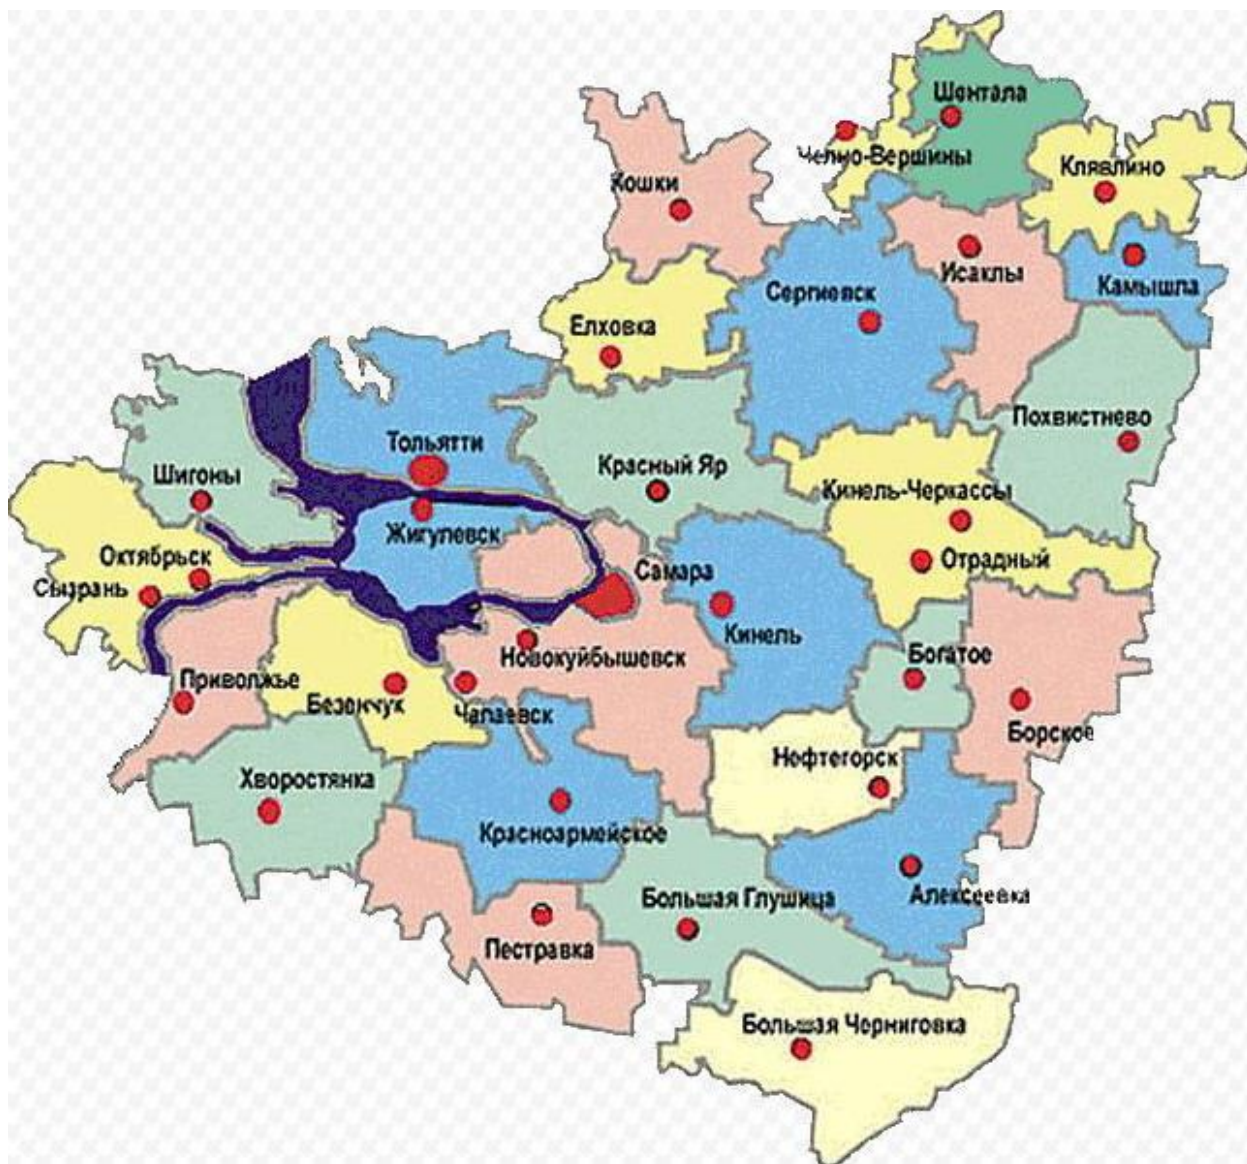 Шентала
Челно-Вершины
Клявлино
Кошки
Исаклы
Камышла
Сергиевск
Елховка
Похвистнево
Тольятти
Красный Яр
Шигоны
Кинель-Черкассы
Жигулевск
Октябрьск
Отрадный
Самара
Сызрань
Кинель
Богатое
Новокуйбышевск
Приволжье
Безенчук
Чапаевск
Борское
Нефтегорск
Хворостянка
Красноармейское
Большая Глушица
Алексеевка
Пестравка
Большая Черниговка